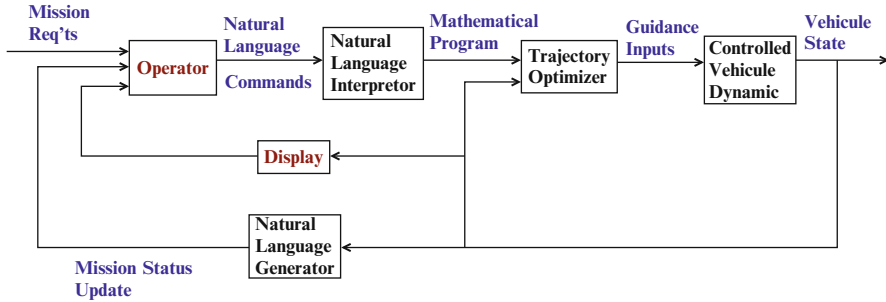 Mission
Req'ts
Operator
Natural
Language
Commands
Natural
Language
Interpretor
Mathematical
Program
Trajectory
Optimizer
Guidance
Inputs
Controlled
Vehicule
Dynamic
Vehicule
State
Display
Natural
Language
Generator
Mission Status
Update